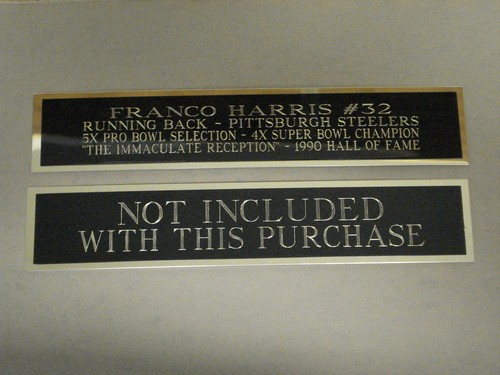 FRANCO HARRIS #32
RUNNING BACK - PITTSBURGH STEELERS
5X PRO BOWL SELECTION - 4X SUPER BOWL CHAMPION
"THE IMMACULATE RECEPTION" - 1990 HALL OF FAME
NOT INCLUDED
WITH THIS PURCHASE